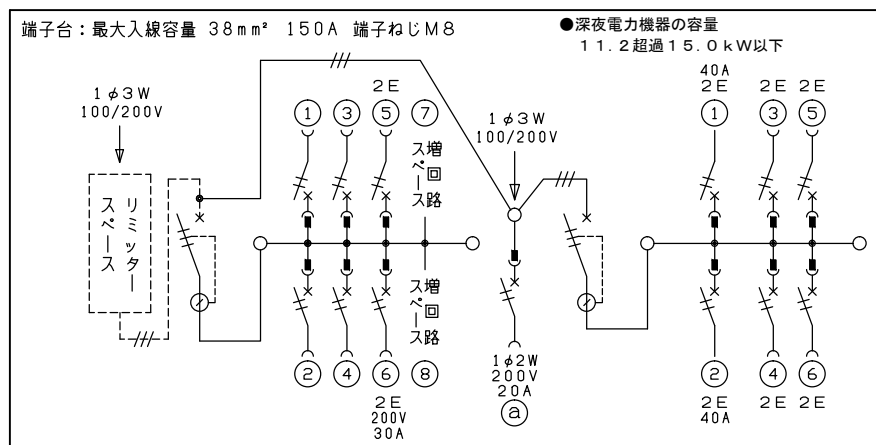 端子台：最大入線容量 38mm² 150A 端子ねじM8
●深夜電力機器の容量
11.2超過15.0kW以下
1φ3W
100/200V
リミッター
スペース
2E
① ③ ⑤ ⑦
増回路
スペース
② ④ ⑥ ⑧
増回路
スペース
2E
200V
30A
1φ3W
100/200V
1φ2W
200V
20A
ⓐ
40A
2E 2E 2E
① ③ ⑤
② ④ ⑥
2E 2E 2E
40A